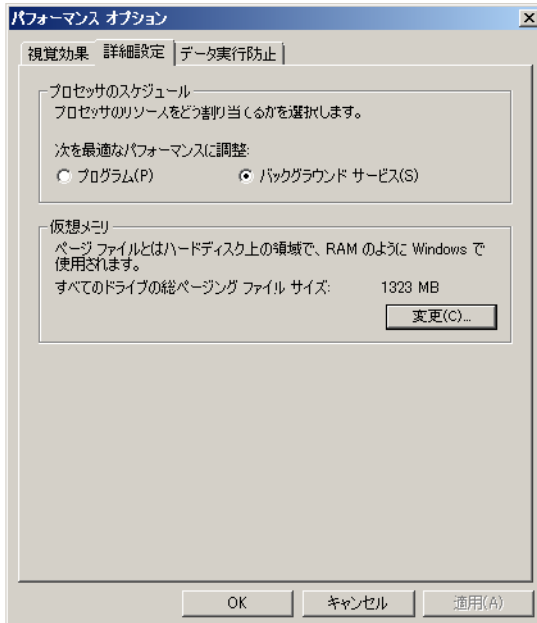 パフォーマンス オプション
視覚効果 詳細設定 データ実行防止
プロセッサのスケジュール
プロセッサのリソースをどう割り当てるかを選択します。
次を最適なパフォーマンスに調整:
プログラム(P) バックグラウンド サービス(S)
仮想メモリ
ページ ファイルとはハードディスク上の領域で、RAM のように Windows で
使用されます。
すべてのドライブの総ページング ファイル サイズ: 1323 MB
変更(C)...
OK キャンセル 適用(A)